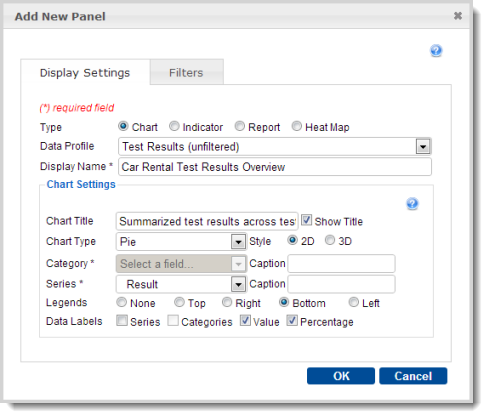 Add New Panel
Display Settings Filters
(*) required field
Type Chart Indicator Report Heat Map
Data Profile Test Results (unfiltered)
Display Name * Car Rental Test Results Overview
Chart Settings
Chart Title Summarized test results across tes Show Title
Chart Type Pie Style 2D 3D
Category * Select a field... Caption
Series * Result Caption
Legends None Top Right Bottom Left
Data Labels Series Categories Value Percentage
OK Cancel